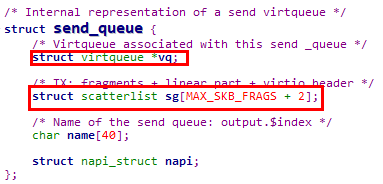 /* Internal representation of a send virtqueue */
struct send_queue {
/* Virtqueue associated with this send _queue */
struct virtqueue *vq;
/* TX: fragments + linear part + virtio header */
struct scatterlist sg[MAX_SKB_FRAGS + 2];
/* Name of the send queue: output.$index */
char name[40];
struct napi_struct napi;
};